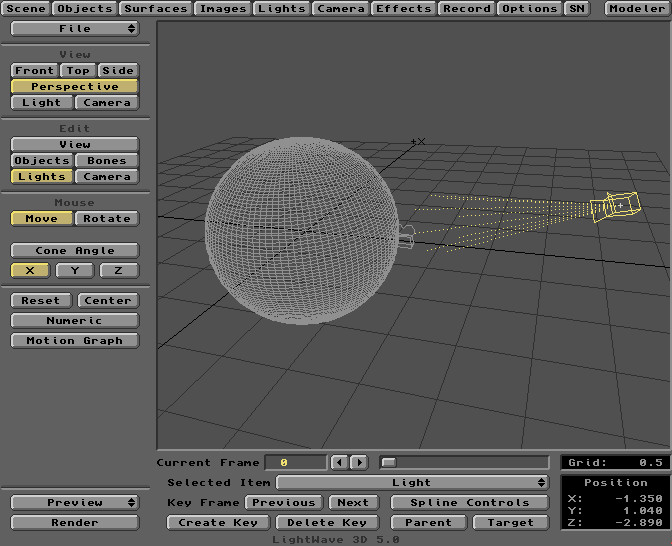 Scene Objects Surfaces Images Lights Camera Effects Record Options SN Modeler
File
View
Front Top Side
Perspective
Light Camera
Edit
View
Objects Bones
Lights Camera
Mouse
Move Rotate
Cone Angle
X Y Z
Reset Center
Numeric
Motion Graph
+X
Current Frame 0 Grid: 0.5
Selected Item Light Position
Preview Key Frame Previous Next Spline Controls X: -1.350
Y: 1.040
Render Create Key Delete Key Parent Target Z: -2.890
LightWave 3D 5.0